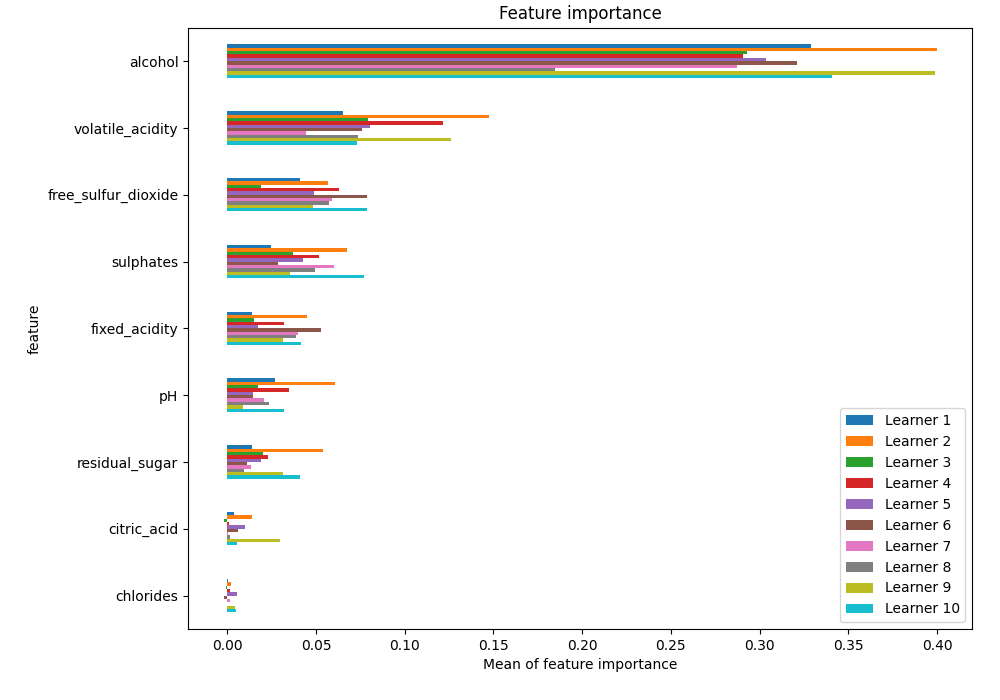 Feature importance
alcohol
volatile_acidity
free_sulfur_dioxide
sulphates
fixed_acidity
pH
residual_sugar
citric_acid
chlorides
feature
Learner 1
Learner 2
Learner 3
Learner 4
Learner 5
Learner 6
Learner 7
Learner 8
Learner 9
Learner 10
0.00 0.05 0.10 0.15 0.20 0.25 0.30 0.35 0.40
Mean of feature importance